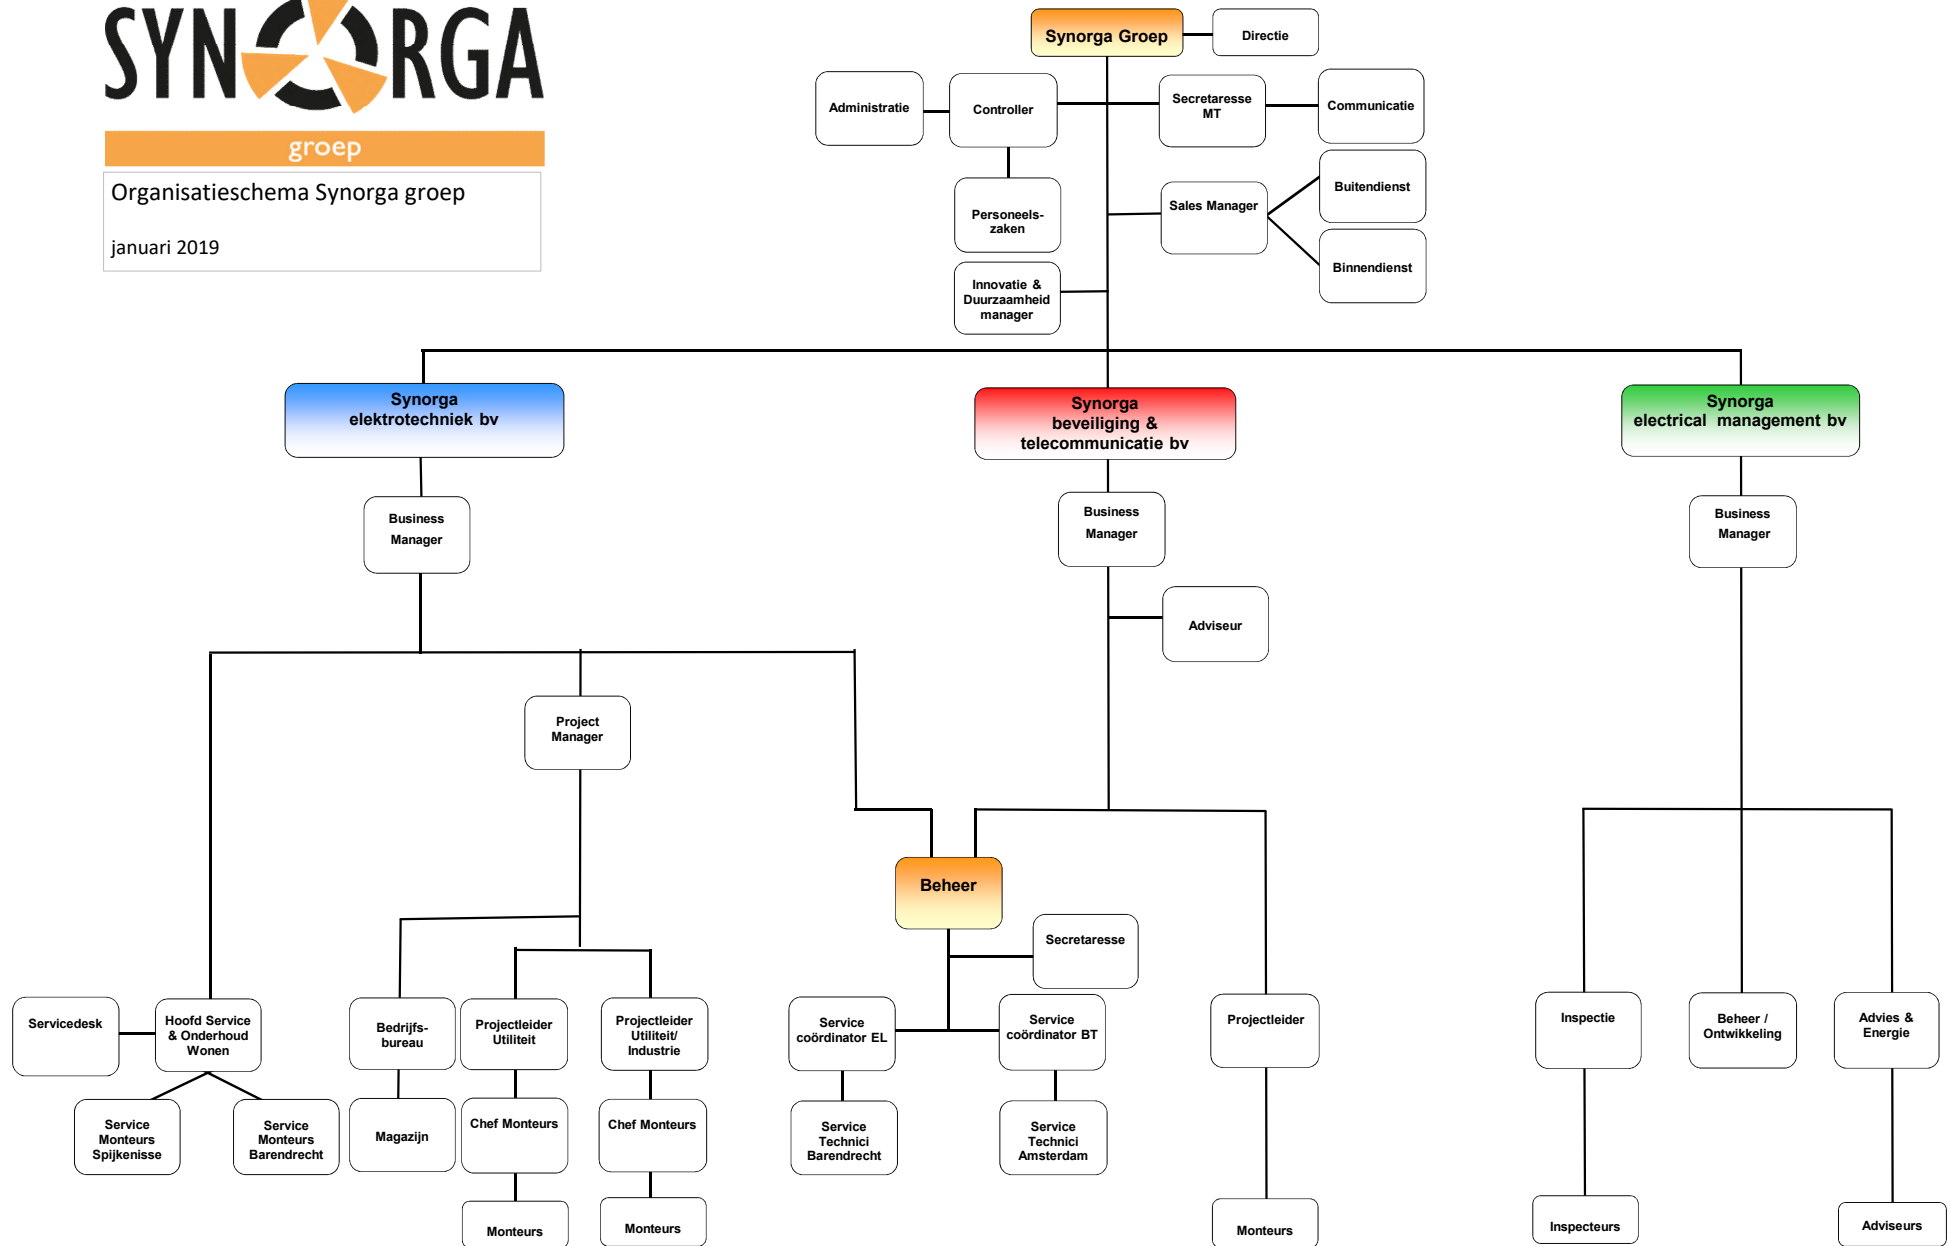 SYNORGA
groep
Organisatieschema Synorga groep
januari 2019
Synorga Groep
Directie
Administratie
Controller
Secretaresse
MT
Communicatie
Personeels-
zaken
Sales Manager
Buitendienst
Binnendienst
Innovatie &
Duurzaamheid
manager
Synorga
elektrotechniek bv
Synorga
beveiliging &
telecommunicatie bv
Synorga
electrical management bv
Business
Manager
Business
Manager
Business
Manager
Adviseur
Project
Manager
Beheer
Secretaresse
Servicedesk
Hoofd Service
& Onderhoud
Wonen
Bedrijfs-
bureau
Projectleider
Utiliteit
Projectleider
Utiliteit/
Industrie
Service
coördinator EL
Service
coördinator BT
Projectleider
Inspectie
Beheer /
Ontwikkeling
Advies &
Energie
Service
Monteurs
Spijkenisse
Service
Monteurs
Barendrecht
Magazijn
Chef Monteurs
Chef Monteurs
Service
Technici
Barendrecht
Service
Technici
Amsterdam
Monteurs
Monteurs
Monteurs
Inspecteurs
Adviseurs